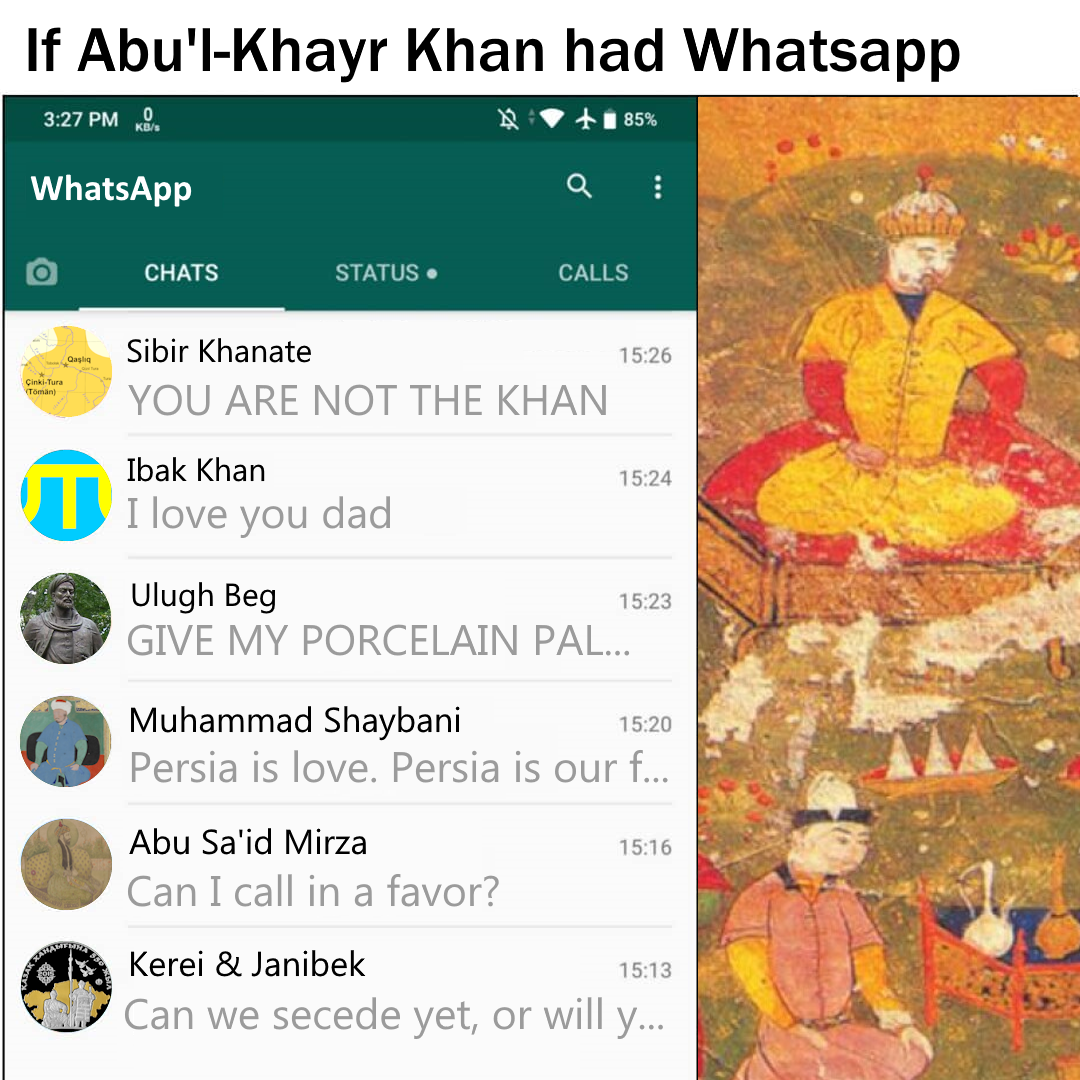 If Abu'l-Khayr Khan had Whatsapp
3:27 PM 0 KB/s 85%
WhatsApp
CHATS STATUS CALLS
Sibir Khanate 15:26
YOU ARE NOT THE KHAN
Qaşlıq
Çinki-Tura
(Tömän)
Ibak Khan 15:24
I love you dad
Ulugh Beg 15:23
GIVE MY PORCELAIN PAL...
Muhammad Shaybani 15:20
Persia is love. Persia is our f...
Abu Sa'id Mirza 15:16
Can I call in a favor?
Kerei & Janibek 15:13
Can we secede yet, or will y...